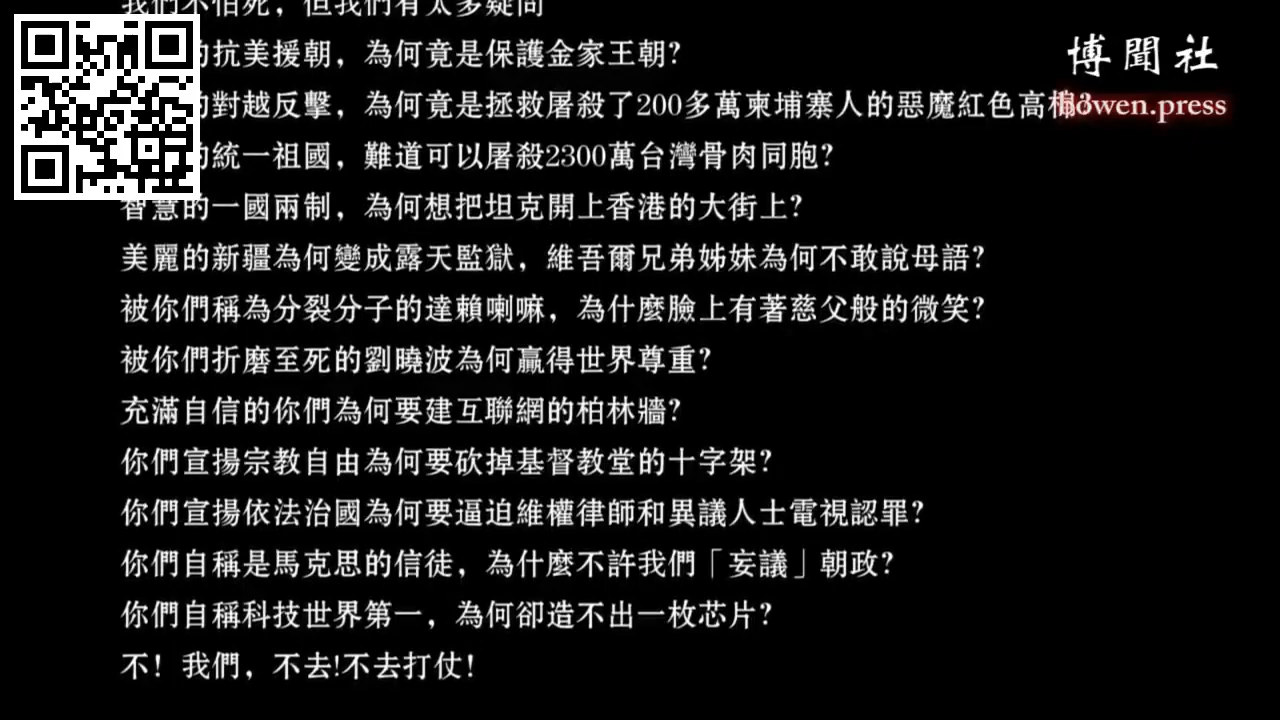 我們不怕死，但我們有太多疑問
的抗美援朝，為何竟是保護金家王朝？
的對越反擊，為何竟是拯救屠殺了200多萬柬埔寨人的惡魔紅色高棉？
的統一祖國，難道可以屠殺2300萬台灣骨肉同胞？
智慧的一國兩制，為何想把坦克開上香港的大街上？
美麗的新疆為何變成露天監獄，維吾爾兄弟姊妹為何不敢說母語？
被你們稱為分裂分子的達賴喇嘛，為什麼臉上有著慈父般的微笑？
被你們折磨至死的劉曉波為何贏得世界尊重？
充滿自信的你們為何要建互聯網的柏林牆？
你們宣揚宗教自由為何要砍掉基督教堂的十字架？
你們宣揚依法治國為何要逼迫維權律師和異議人士電視認罪？
你們自稱是馬克思的信徒，為什麼不許我們「妄議」朝政？
你們自稱科技世界第一，為何卻造不出一枚芯片？
不！我們，不去!不去打仗！
博聞社
bowen.press